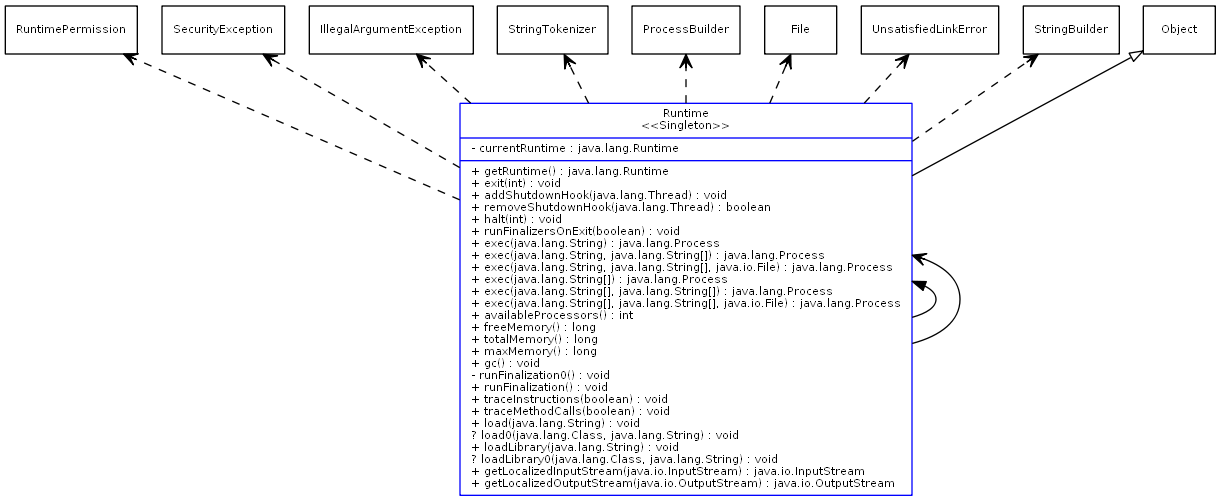 RuntimePermission
SecurityException
IllegalArgumentException
StringTokenizer
ProcessBuilder
File
UnsatisfiedLinkError
StringBuilder
Object
Runtime
<<Singleton>>
- currentRuntime : java.lang.Runtime
+ getRuntime() : java.lang.Runtime
+ exit(int) : void
+ addShutdownHook(java.lang.Thread) : void
+ removeShutdownHook(java.lang.Thread) : boolean
+ halt(int) : void
+ runFinalizersOnExit(boolean) : void
+ exec(java.lang.String) : java.lang.Process
+ exec(java.lang.String, java.lang.String[]) : java.lang.Process
+ exec(java.lang.String, java.lang.String[], java.io.File) : java.lang.Process
+ exec(java.lang.String[]) : java.lang.Process
+ exec(java.lang.String[], java.lang.String[]) : java.lang.Process
+ exec(java.lang.String[], java.lang.String[], java.io.File) : java.lang.Process
+ availableProcessors() : int
+ freeMemory() : long
+ totalMemory() : long
+ maxMemory() : long
+ gc() : void
- runFinalization0() : void
+ runFinalization() : void
+ traceInstructions(boolean) : void
+ traceMethodCalls(boolean) : void
+ load(java.lang.String) : void
? load0(java.lang.Class, java.lang.String) : void
+ loadLibrary(java.lang.String) : void
? loadLibrary0(java.lang.Class, java.lang.String) : void
+ getLocalizedInputStream(java.io.InputStream) : java.io.InputStream
+ getLocalizedOutputStream(java.io.OutputStream) : java.io.OutputStream